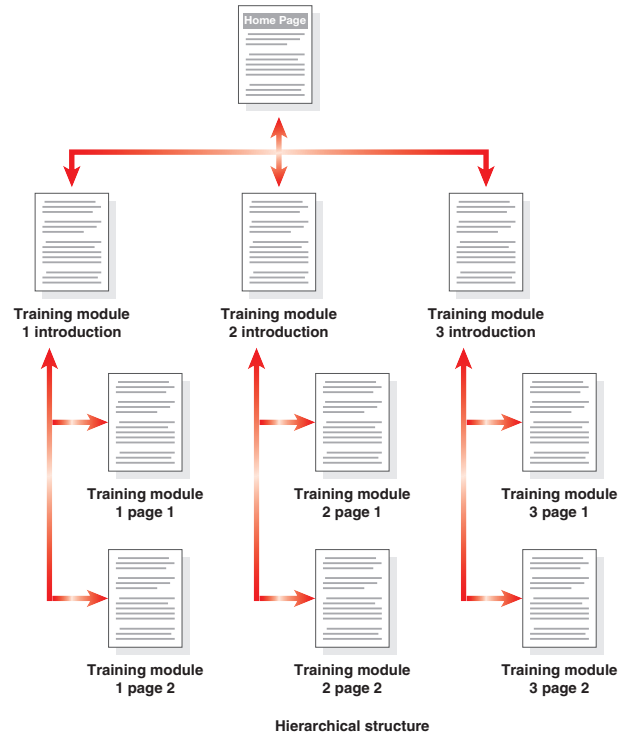 Home Page
Training module
1 introduction
Training module
2 introduction
Training module
3 introduction
Training module
1 page 1
Training module
2 page 1
Training module
3 page 1
Training module
1 page 2
Training module
2 page 2
Training module
3 page 2
Hierarchical structure